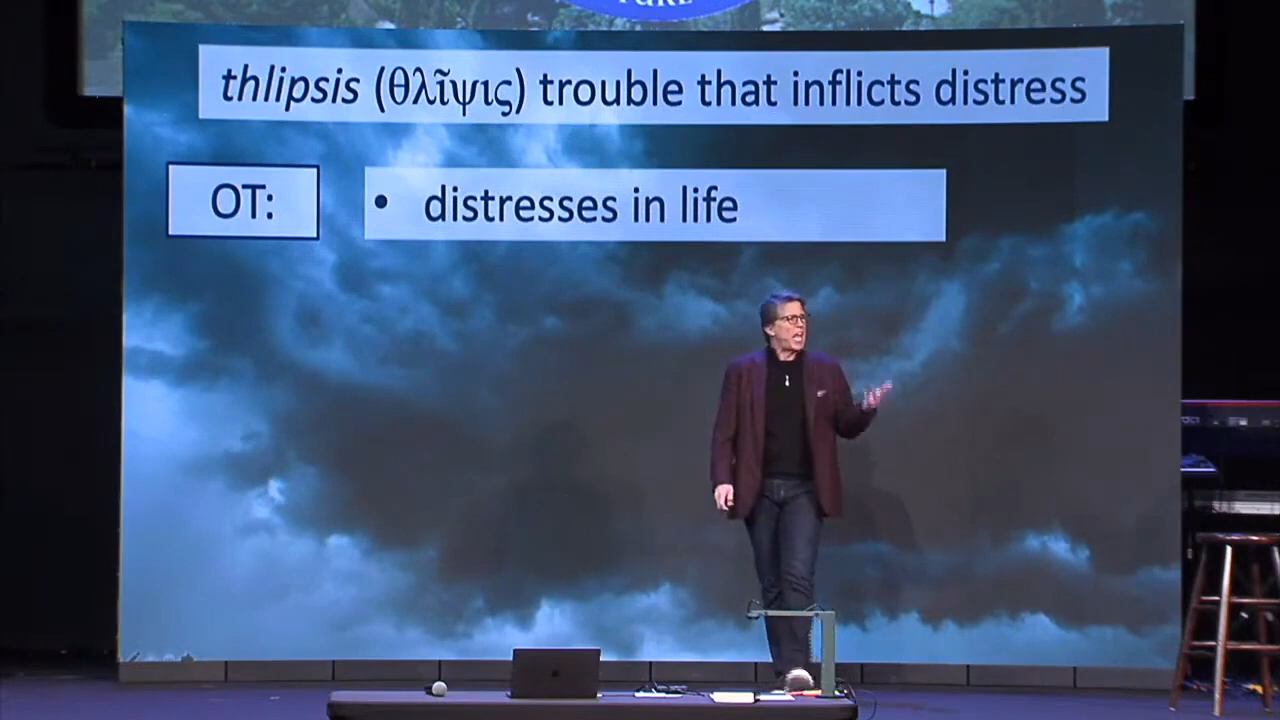 thlipsis (θλῖψις) trouble that inflicts distress
OT:
• distresses in life